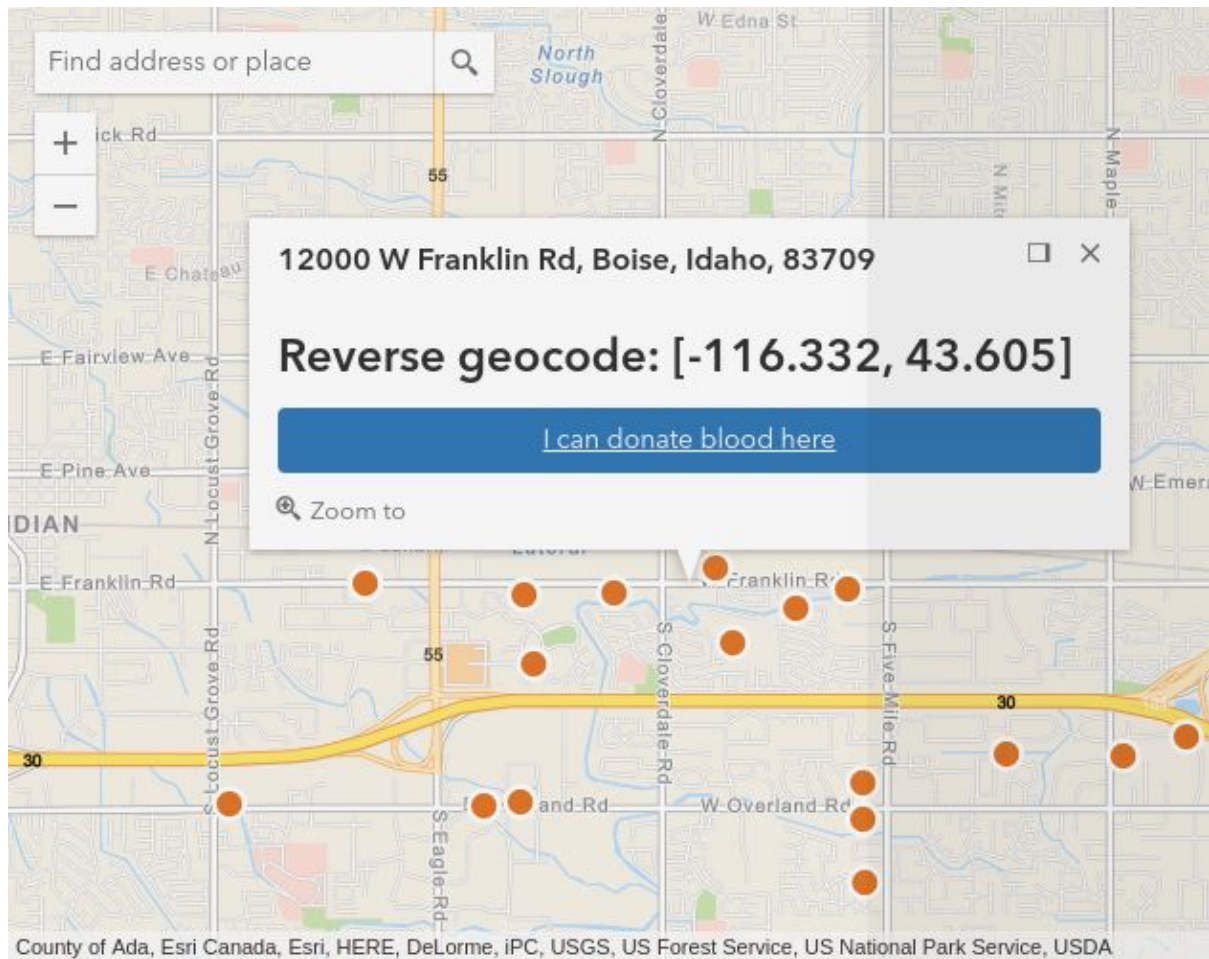 W Edna St
Find address or place
North
Slough
N Cloverdale
ick Rd
55
N Maple
E Chateau
12000 W Franklin Rd, Boise, Idaho, 83709
Reverse geocode: [-116.332, 43.605]
E Fairview Ave
N Locust Grove Rd
I can donate blood here
E Pine Ave
W Emer
Zoom to
IDIAN
E Franklin Rd
Franklin R
S Cloverdale Rd
S Five Mile Rd
55
S Locust Grove Rd
30
30
and Rd
W Overland Rd
S Eagle Rd
County of Ada, Esri Canada, Esri, HERE, DeLorme, iPC, USGS, US Forest Service, US National Park Service, USDA